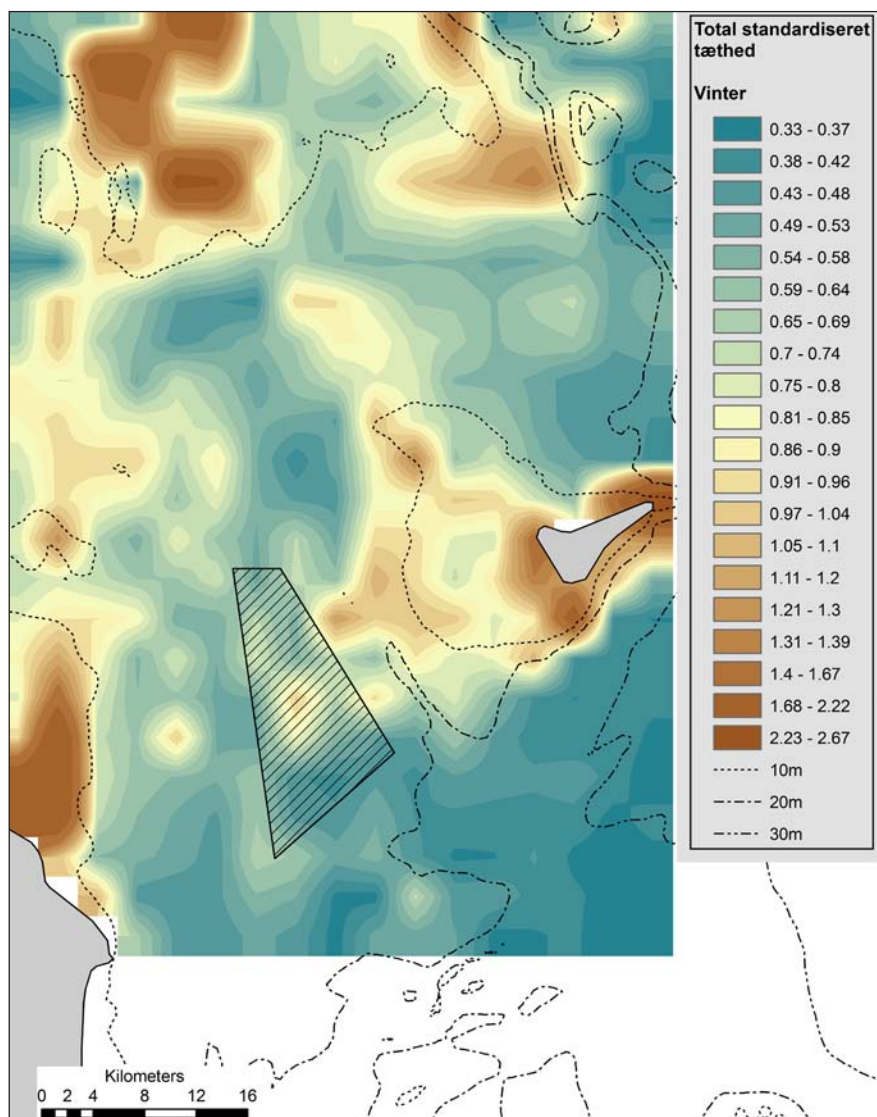 Total standardiseret
tæthed
Vinter
0.33 - 0.37
0.38 - 0.42
0.43 - 0.48
0.49 - 0.53
0.54 - 0.58
0.59 - 0.64
0.65 - 0.69
0.7 - 0.74
0.75 - 0.8
0.81 - 0.85
0.86 - 0.9
0.91 - 0.96
0.97 - 1.04
1.05 - 1.1
1.11 - 1.2
1.21 - 1.3
1.31 - 1.39
1.4 - 1.67
1.68 - 2.22
2.23 - 2.67
10m
20m
30m
Kilometers
0 2 4 8 12 16